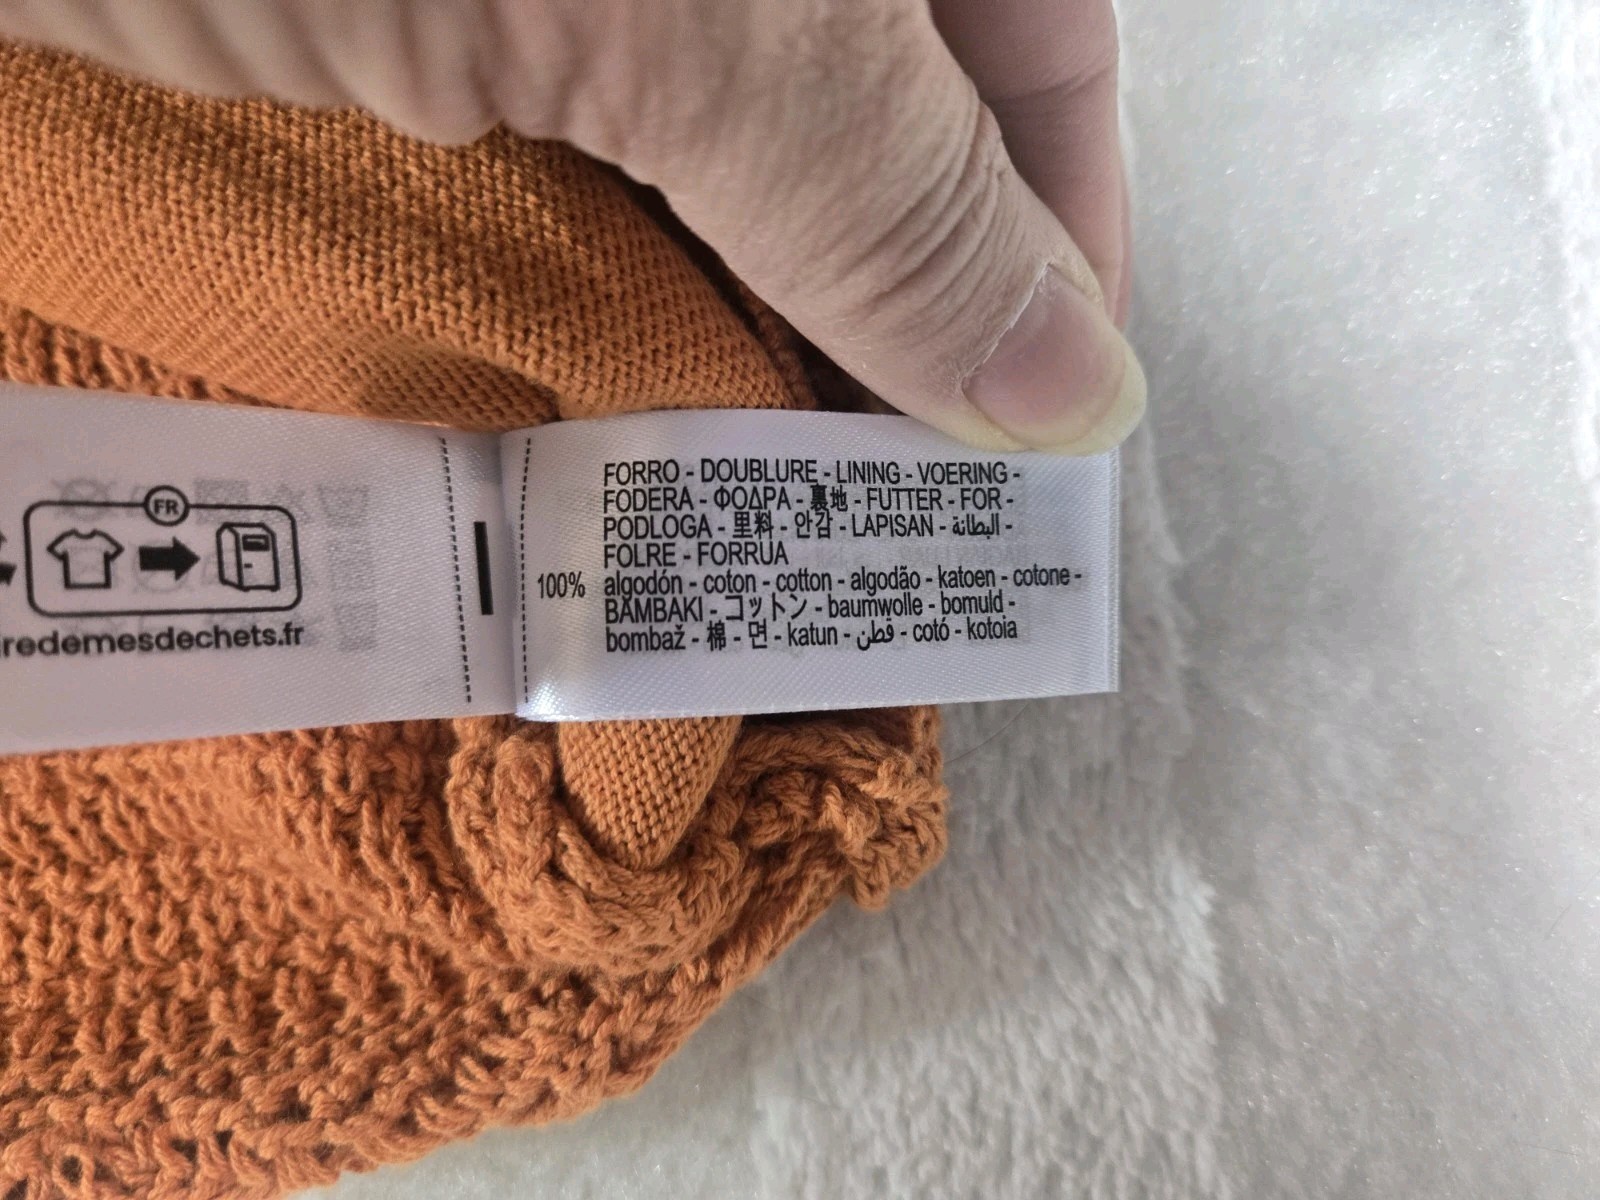 FR
iredemesdechets.fr
FORRO - DOUBLURE - LINING - VOERING -
FODERA - ΦΟΔΡΑ - 裏地 - FUTTER - FOR -
PODLOGA - 里料 - 안감 - LAPISAN - البطانة -
FOLRE - FORRUA
100% algodón - coton - cotton - algodão - katoen - cotone -
BAMBAKI - コットン - baumwolle - bomuld -
bombaž - 棉 - 면 - katun - قطن - cotó - kotoia